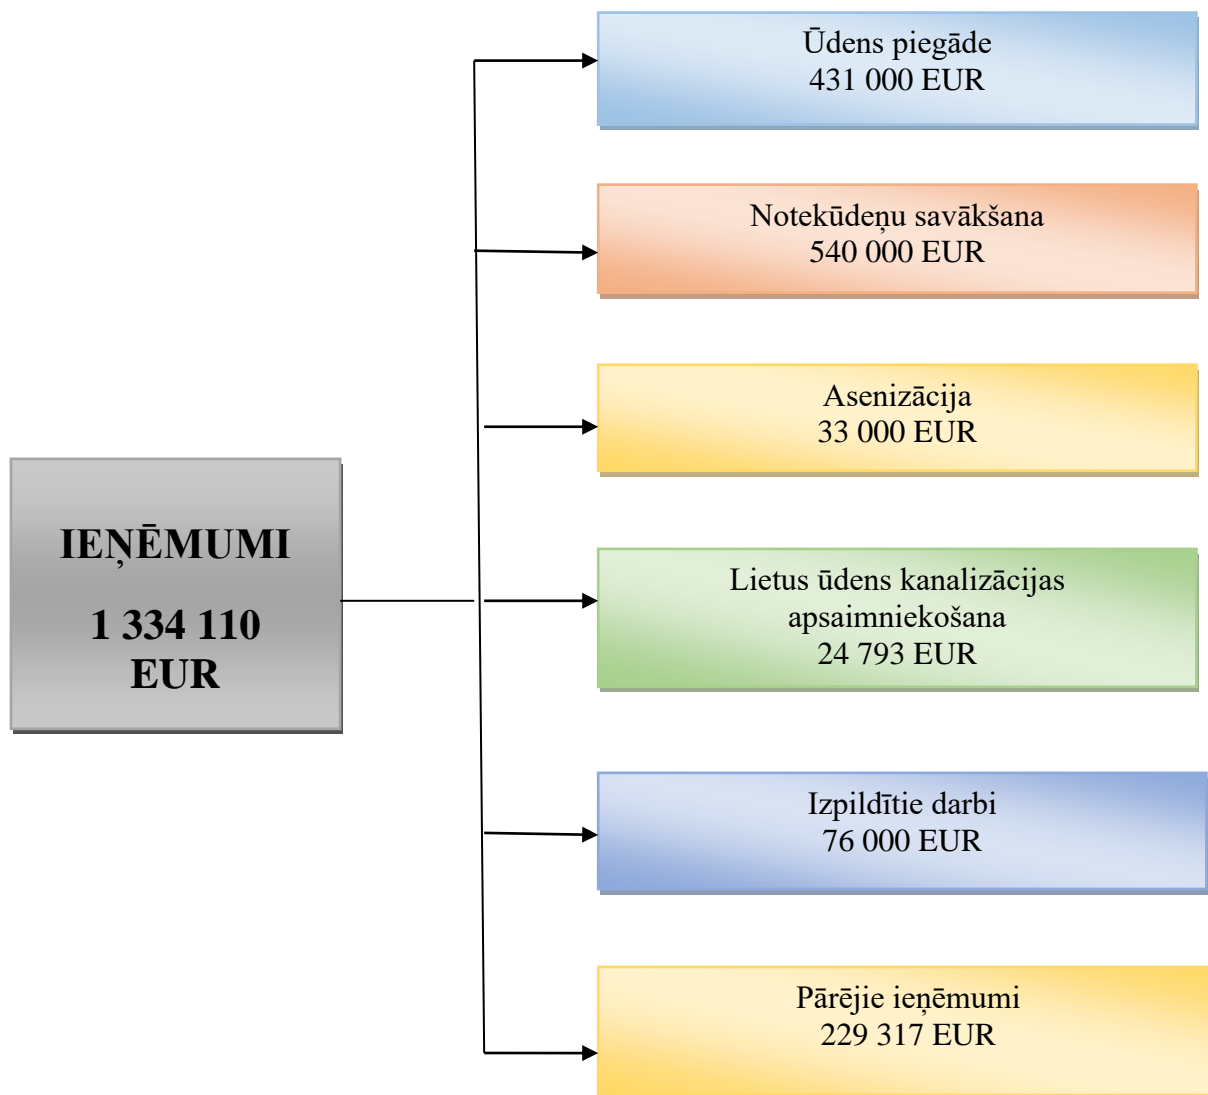 Ūdens piegāde
431 000 EUR
Notekūdeņu savākšana
540 000 EUR
Asenizācija
33 000 EUR
IEŅĒMUMI
1 334 110
EUR
Lietus ūdens kanalizācijas
apsaimniekošana
24 793 EUR
Izpildītie darbi
76 000 EUR
Pārējie ieņēmumi
229 317 EUR